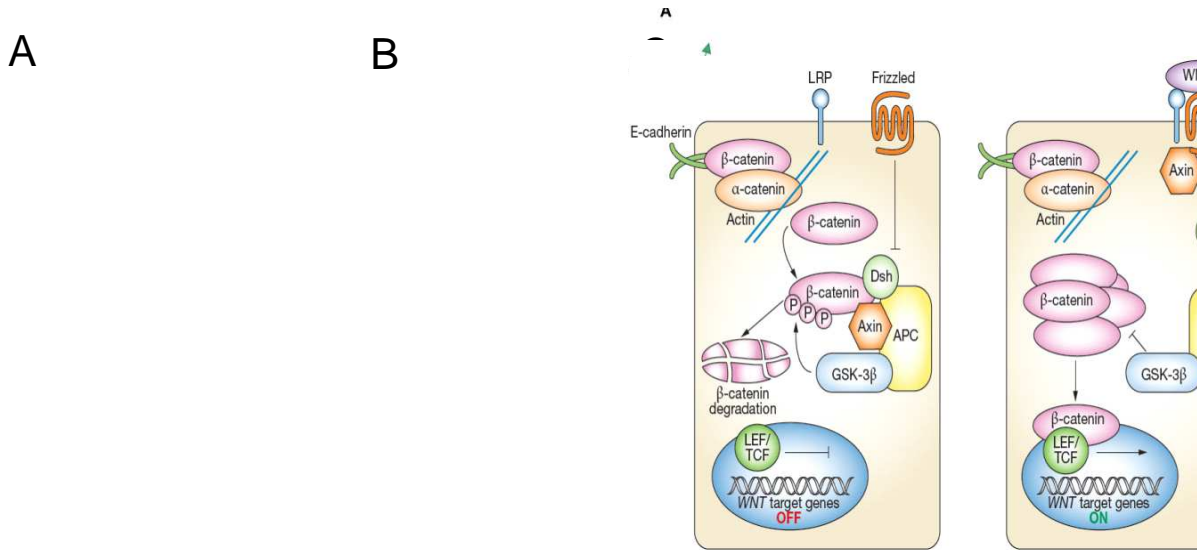 A
A
B
LRP
Frizzled
E-cadherin
β-catenin
α-catenin
Actin
β-catenin
Dsh
β-catenin
P
P
P
Axin
APC
GSK-3β
β-catenin
degradation
LEF/
TCF
WNT target genes
OFF
β-catenin
α-catenin
Actin
Axin
β-catenin
GSK-3β
β-catenin
LEF/
TCF
WNT target genes
ON